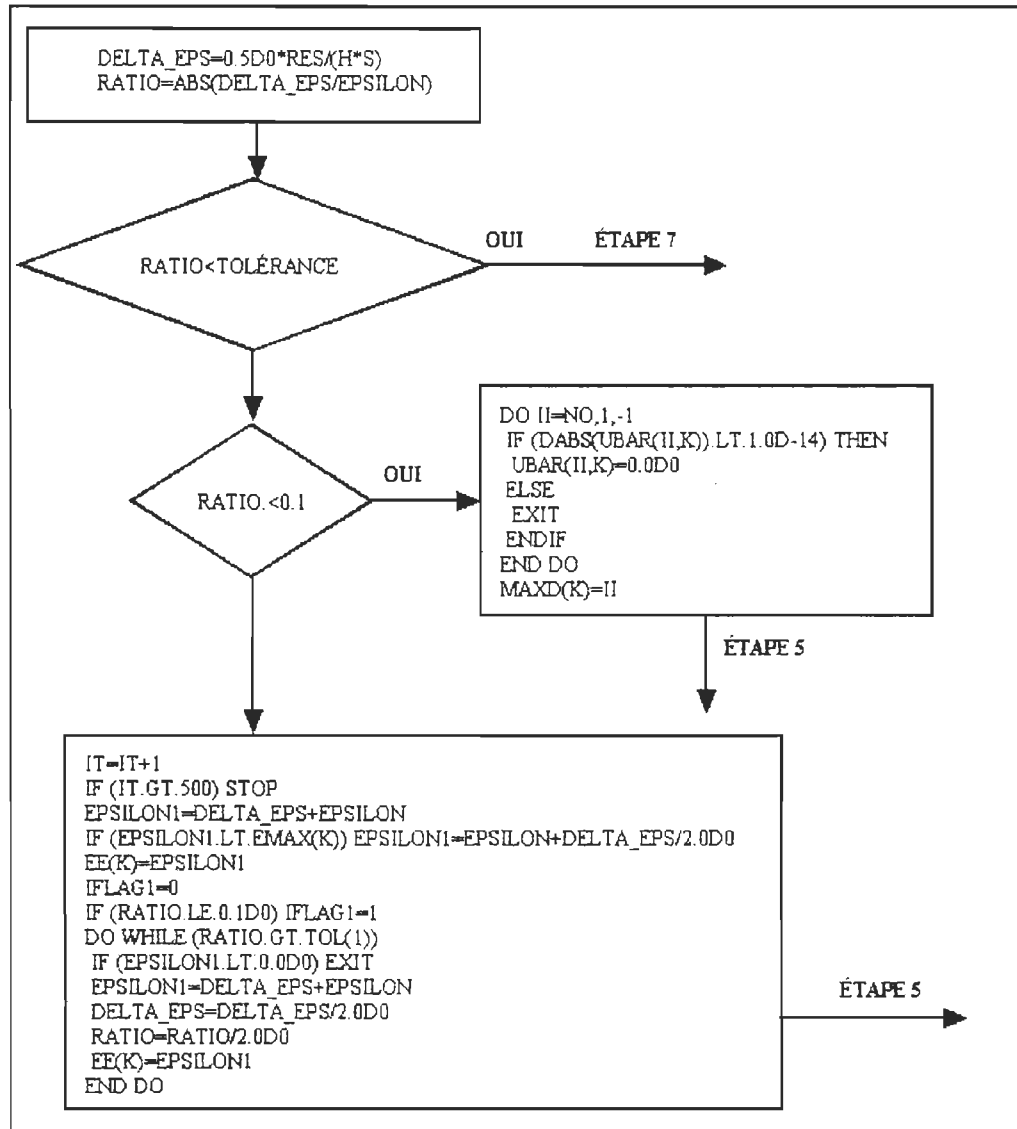 DELTA_EPS=0.5D0*RES/(H*S)
RATIO=ABS(DELTA_EPS/EPSILON)
RATIO<TOLÉRANCE
OUI
ÉTAPE 7
RATIO.<0.1
OUI
DO II=NO,1,-1
IF (DABS(UBAR(II,K)).LT.1.0D-14) THEN
UBAR(II,K)=0.0D0
ELSE
EXIT
ENDIF
END DO
MAXD(K)=II
ÉTAPE 5
IT=IT+1
IF (IT.GT.500) STOP
EPSILON1=DELTA_EPS+EPSILON
IF (EPSILON1.LT.EMAX(K)) EPSILON1=EPSILON+DELTA_EPS/2.0D0
EE(K)=EPSILON1
IFLAG1=0
IF (RATIO.LE.0.1D0) IFLAG1=1
DO WHILE (RATIO.GT.TOL(1))
IF (EPSILON1.LT.0.0D0) EXIT
EPSILON1=DELTA_EPS+EPSILON
DELTA_EPS=DELTA_EPS/2.0D0
RATIO=RATIO/2.0D0
EE(K)=EPSILON1
END DO
ÉTAPE 5